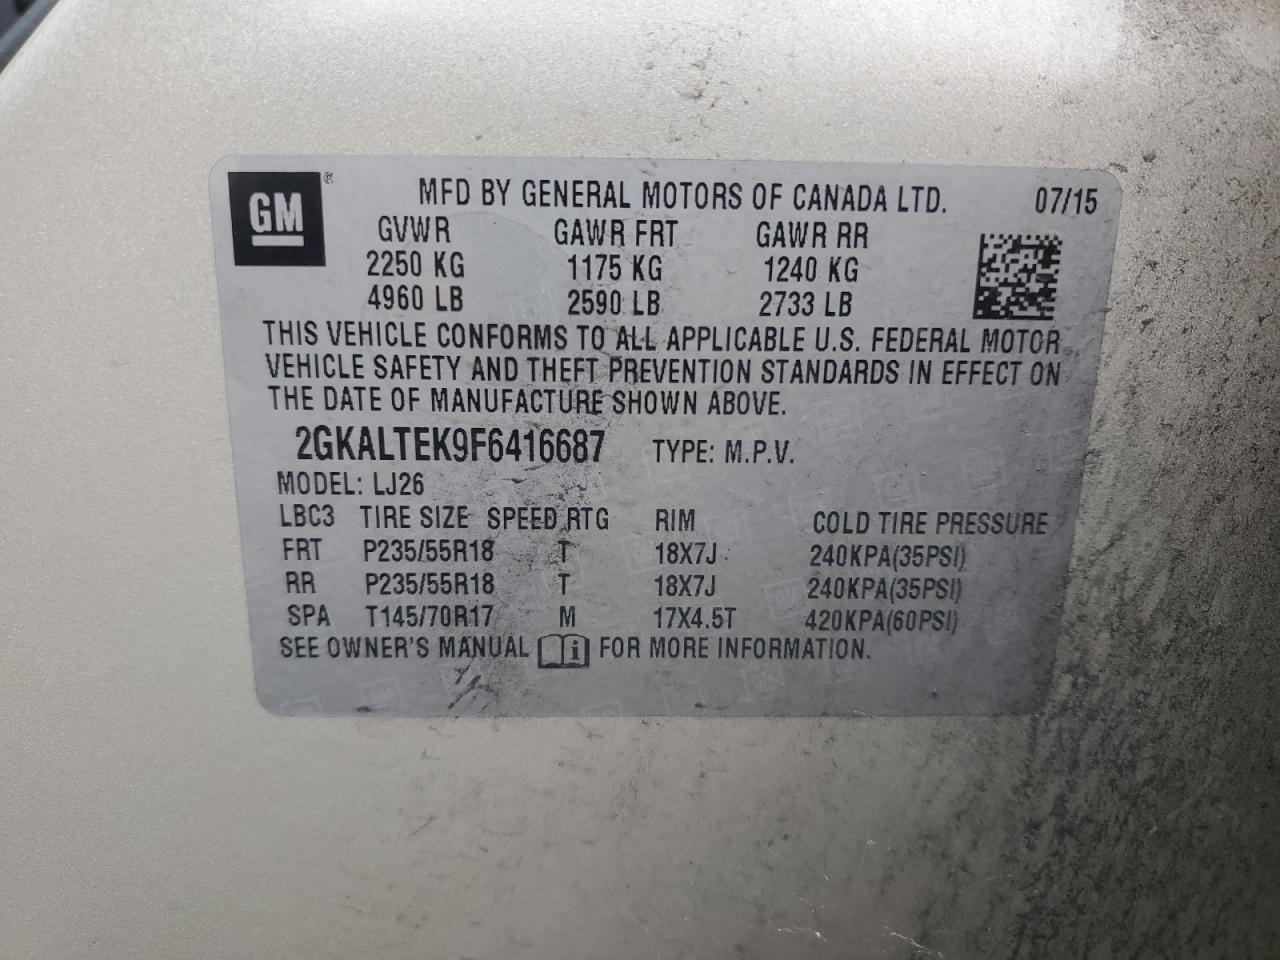 GM ®
MFD BY GENERAL MOTORS OF CANADA LTD. 07/15
GVWR GAWR FRT GAWR RR
2250 KG 1175 KG 1240 KG
4960 LB 2590 LB 2733 LB
THIS VEHICLE CONFORMS TO ALL APPLICABLE U.S. FEDERAL MOTOR
VEHICLE SAFETY AND THEFT PREVENTION STANDARDS IN EFFECT ON
THE DATE OF MANUFACTURE SHOWN ABOVE.
2GKALTEK9F6416687 TYPE: M.P.V.
MODEL: LJ26
LBC3 TIRE SIZE SPEED RTG RIM COLD TIRE PRESSURE
FRT P235/55R18 T 18X7J 240KPA(35PSI)
RR P235/55R18 T 18X7J 240KPA(35PSI)
SPA T145/70R17 M 17X4.5T 420KPA(60PSI)
SEE OWNER'S MANUAL i FOR MORE INFORMATION.